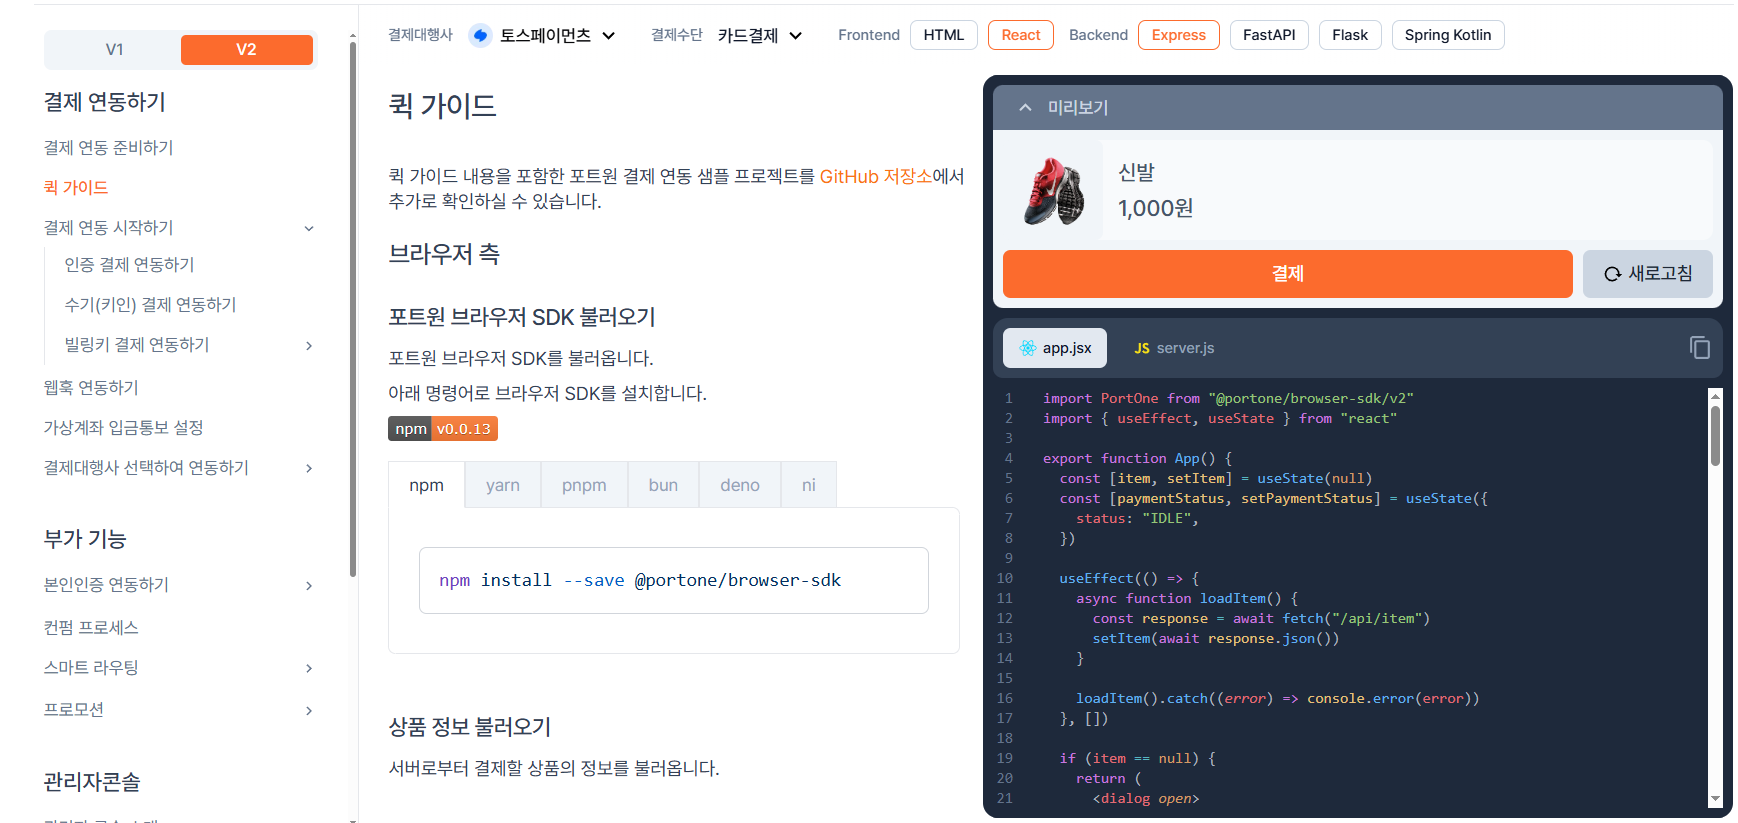 V1
V2
결제 연동하기
결제 연동 준비하기
퀵 가이드
결제 연동 시작하기
인증 결제 연동하기
수기(키인) 결제 연동하기
빌링키 결제 연동하기
웹훅 연동하기
가상계좌 입금통보 설정
결제대행사 선택하여 연동하기
부가 기능
본인인증 연동하기
컨펌 프로세스
스마트 라우팅
프로모션
관리자콘솔
결제대행사 토스페이먼츠 결제수단 카드결제 Frontend HTML React Backend Express FastAPI Flask Spring Kotlin
퀵 가이드
퀵 가이드 내용을 포함한 포트원 결제 연동 샘플 프로젝트를 GitHub 저장소에서
추가로 확인하실 수 있습니다.
브라우저 측
포트원 브라우저 SDK 불러오기
포트원 브라우저 SDK를 불러옵니다.
아래 명령어로 브라우저 SDK를 설치합니다.
npm v0.0.13
npm yarn pnpm bun deno ni
npm install --save @portone/browser-sdk
상품 정보 불러오기
서버로부터 결제할 상품의 정보를 불러옵니다.
미리보기
신발
1,000원
결제
새로고침
app.jsx
JS server.js
1 import PortOne from "@portone/browser-sdk/v2"
2 import { useEffect, useState } from "react"
3
4 export function App() {
5 const [item, setItem] = useState(null)
6 const [paymentStatus, setPaymentStatus] = useState({
7 status: "IDLE",
8 })
9
10 useEffect(() => {
11 async function loadItem() {
12 const response = await fetch("/api/item")
13 setItem(await response.json())
14 }
15
16 loadItem().catch((error) => console.error(error))
17 }, [])
18
19 if (item == null) {
20 return (
21 <dialog open>